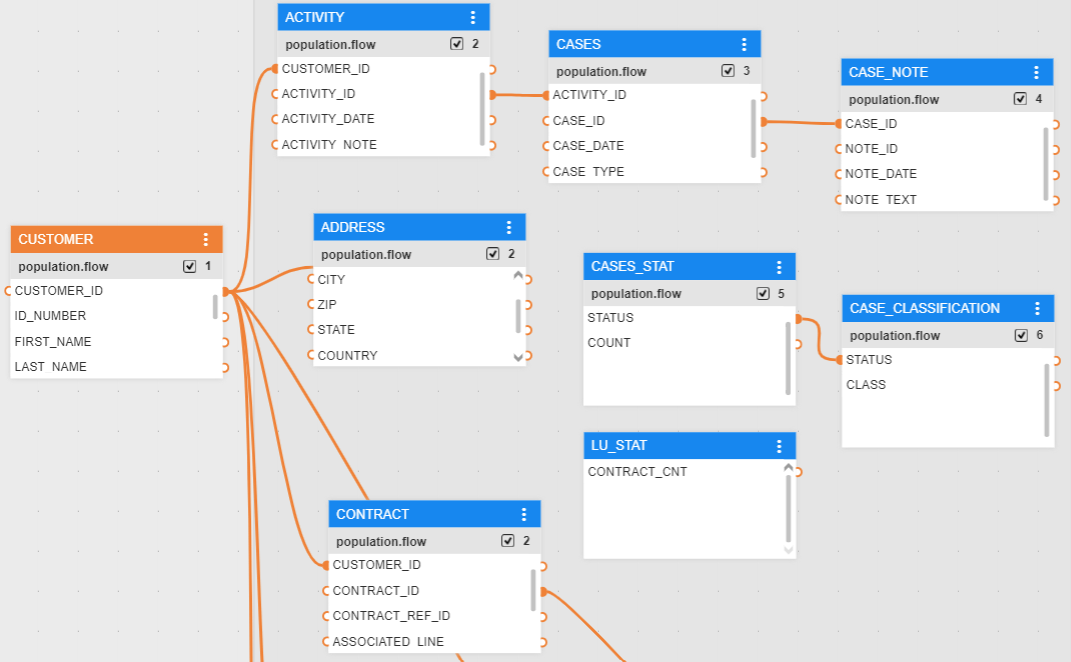 ACTIVITY
population.flow 2
CUSTOMER_ID
ACTIVITY_ID
ACTIVITY_DATE
ACTIVITY_NOTE
CASES
population.flow 3
ACTIVITY_ID
CASE_ID
CASE_DATE
CASE_TYPE
CASE_NOTE
population.flow 4
CASE_ID
NOTE_ID
NOTE_DATE
NOTE_TEXT
CUSTOMER
population.flow 1
CUSTOMER_ID
ID_NUMBER
FIRST_NAME
LAST_NAME
ADDRESS
population.flow 2
CITY
ZIP
STATE
COUNTRY
CASES_STAT
population.flow 5
STATUS
COUNT
CASE_CLASSIFICATION
population.flow 6
STATUS
CLASS
LU_STAT
CONTRACT_CNT
CONTRACT
population.flow 2
CUSTOMER_ID
CONTRACT_ID
CONTRACT_REF_ID
ASSOCIATED_LINE